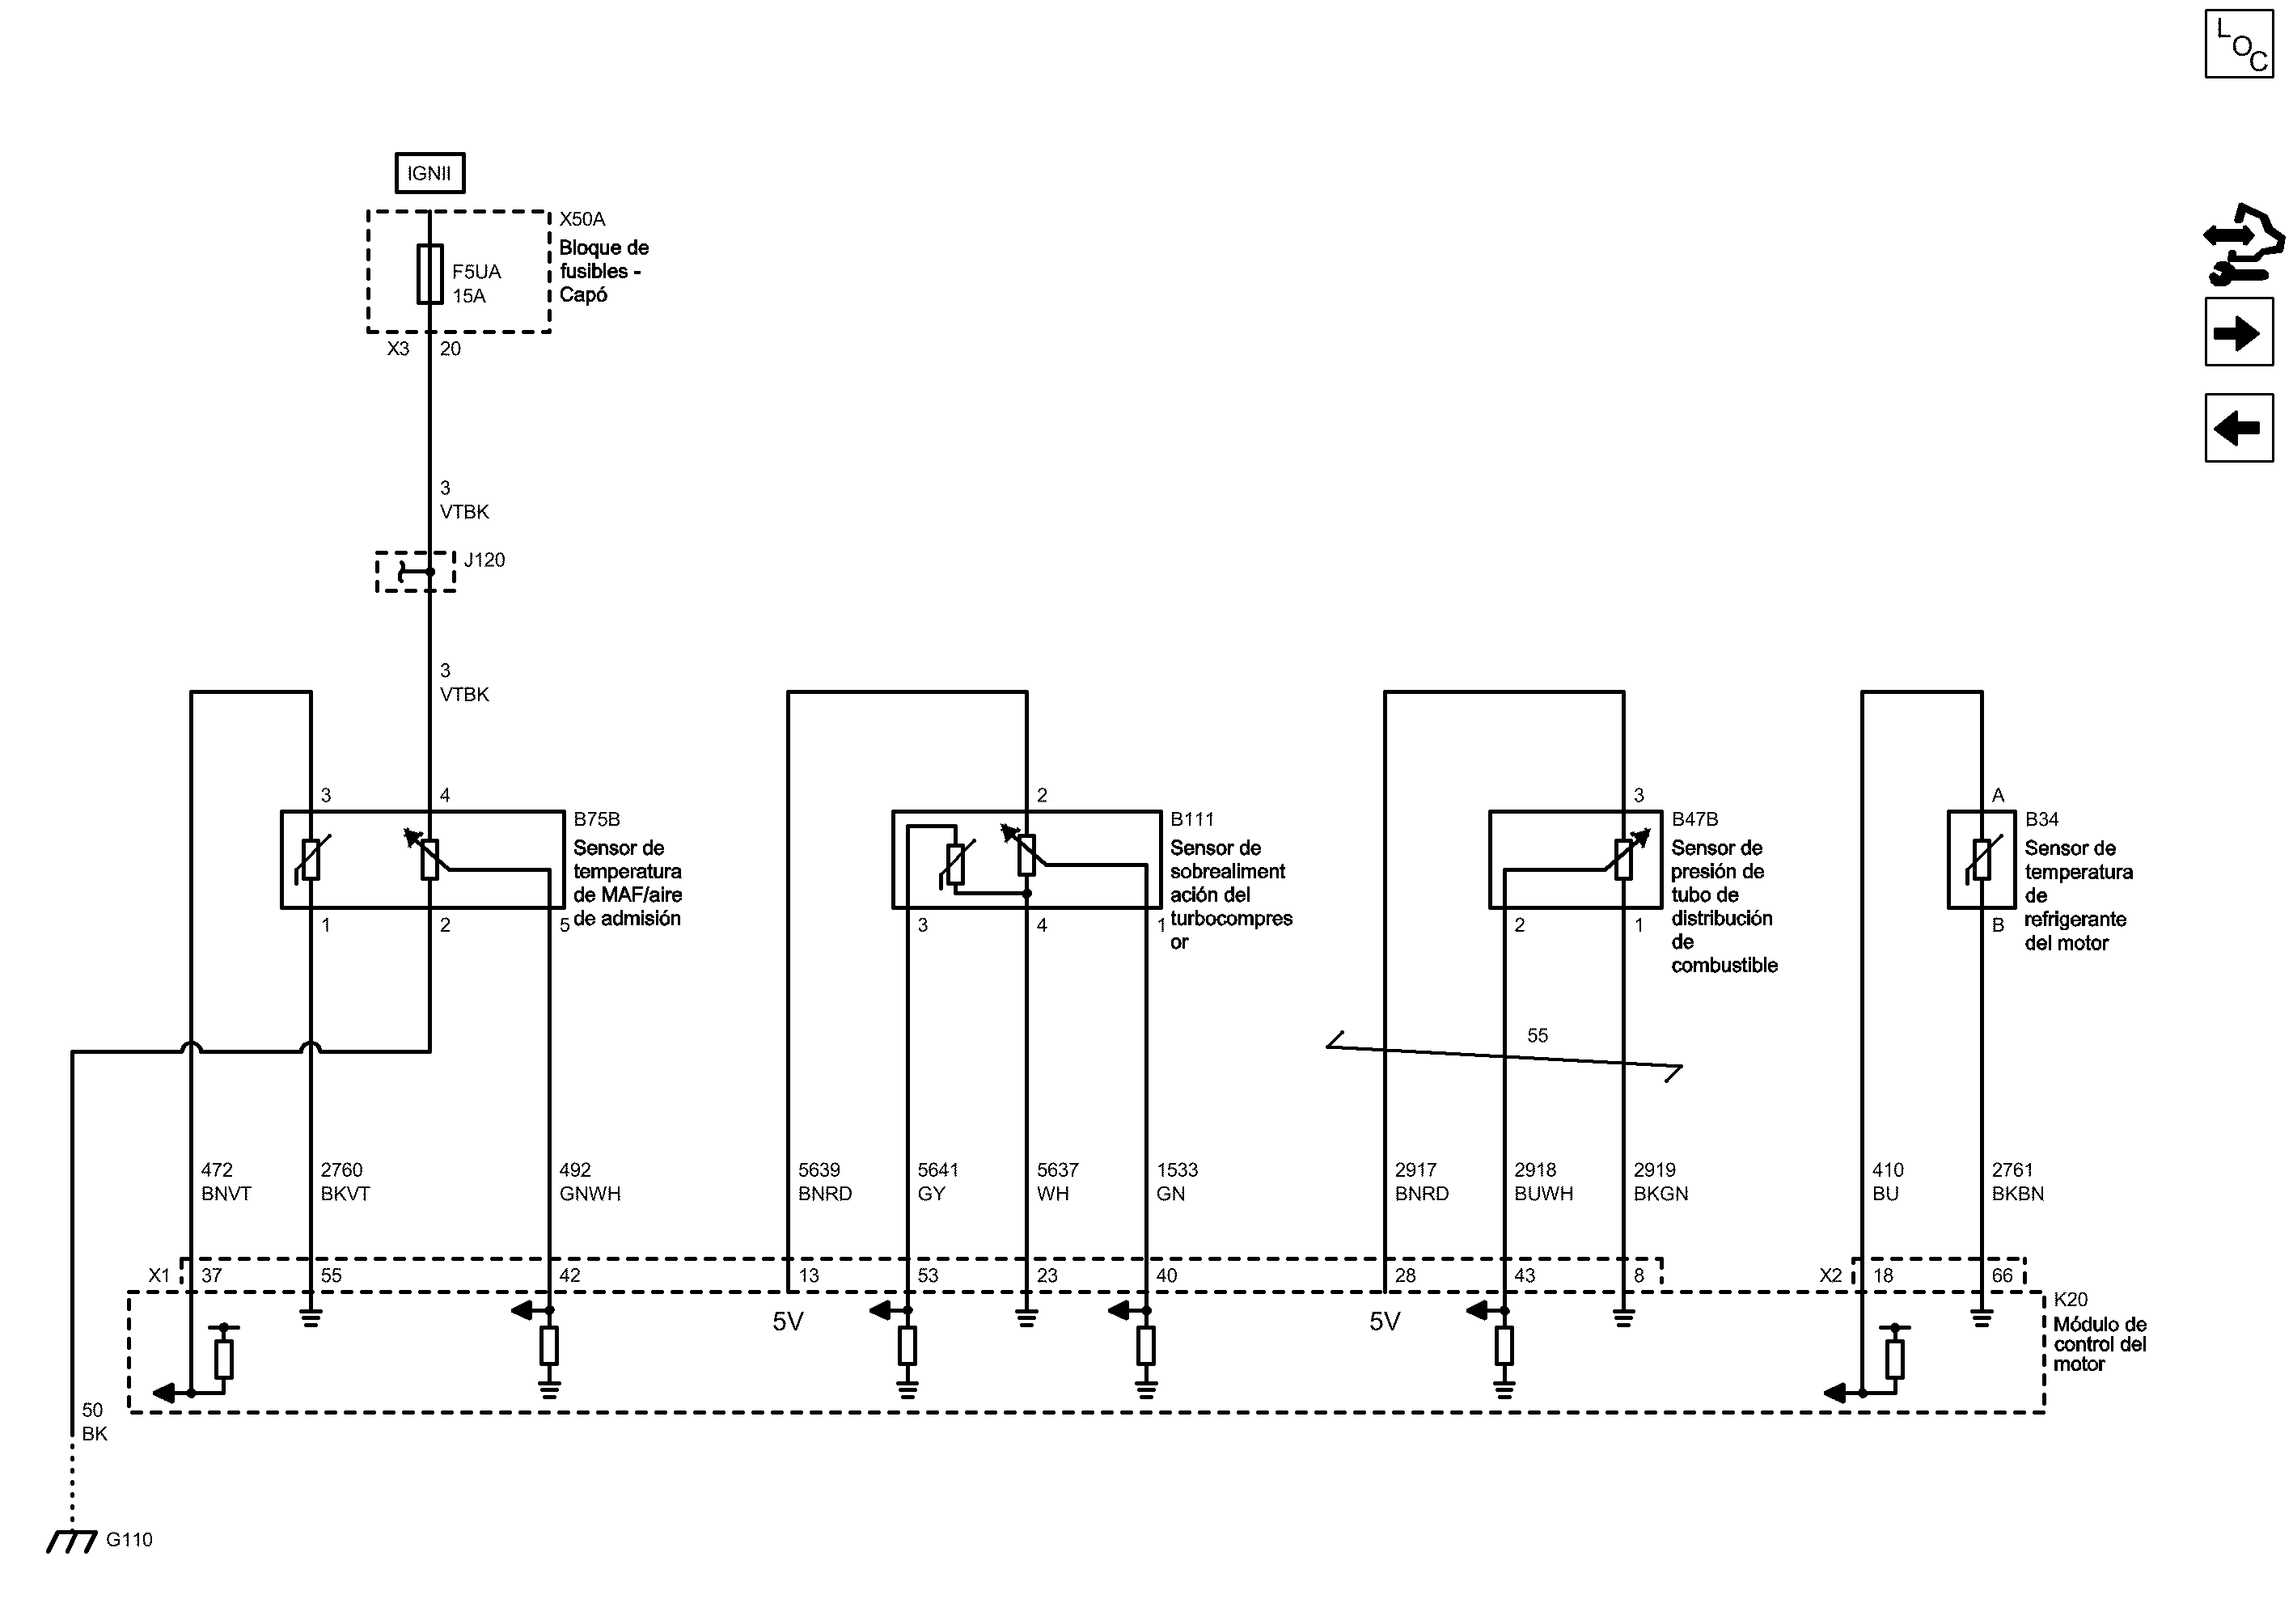 LOC
IGNII
X50A
Bloque de
fusibles -
Capó
F5UA
15A
X3 20
3
VTBK
J120
3
VTBK
3 4
B75B
Sensor de
temperatura
de MAF/aire
de admisión
1 2 5
2
B111
Sensor de
sobrealiment
ación del
turbocompres
or
3 4 1
3
B47B
Sensor de
presión de
tubo de
distribución
de
combustible
2 1
A
B34
Sensor de
temperatura
de
refrigerante
del motor
B
55
472 2760 492 5639 5641 5637 1533 2917 2918 2919 410 2761
BNVT BKVT GNWH BNRD GY WH GN BNRD BUWH BKGN BU BKBN
X1 37 55 42 13 53 23 40 28 43 8 X2 18 66
5V 5V
K20
Módulo de
control del
motor
50
BK
G110